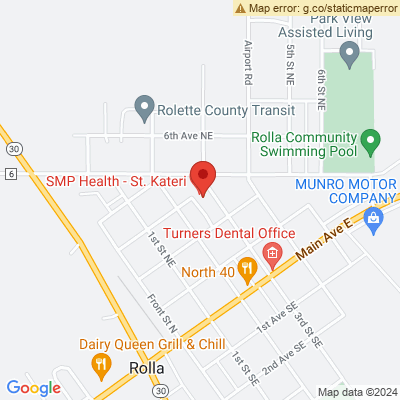 Map error: g.co/staticmaperror
Park View
Assisted Living
Airport Rd
5th St NE
6th St NE
Rolette County Transit
6th Ave NE
Rolla Community
Swimming Pool
30
6
SMP Health - St. Kateri
MUNRO MOTOR
COMPANY
Turners Dental Office
Main Ave E
1st St NE
North 40
Front St N
1st Ave SE
3rd St SE
Dairy Queen Grill & Chill
Rolla
1st St SE
2nd Ave SE
30
Google
Map data ©2024